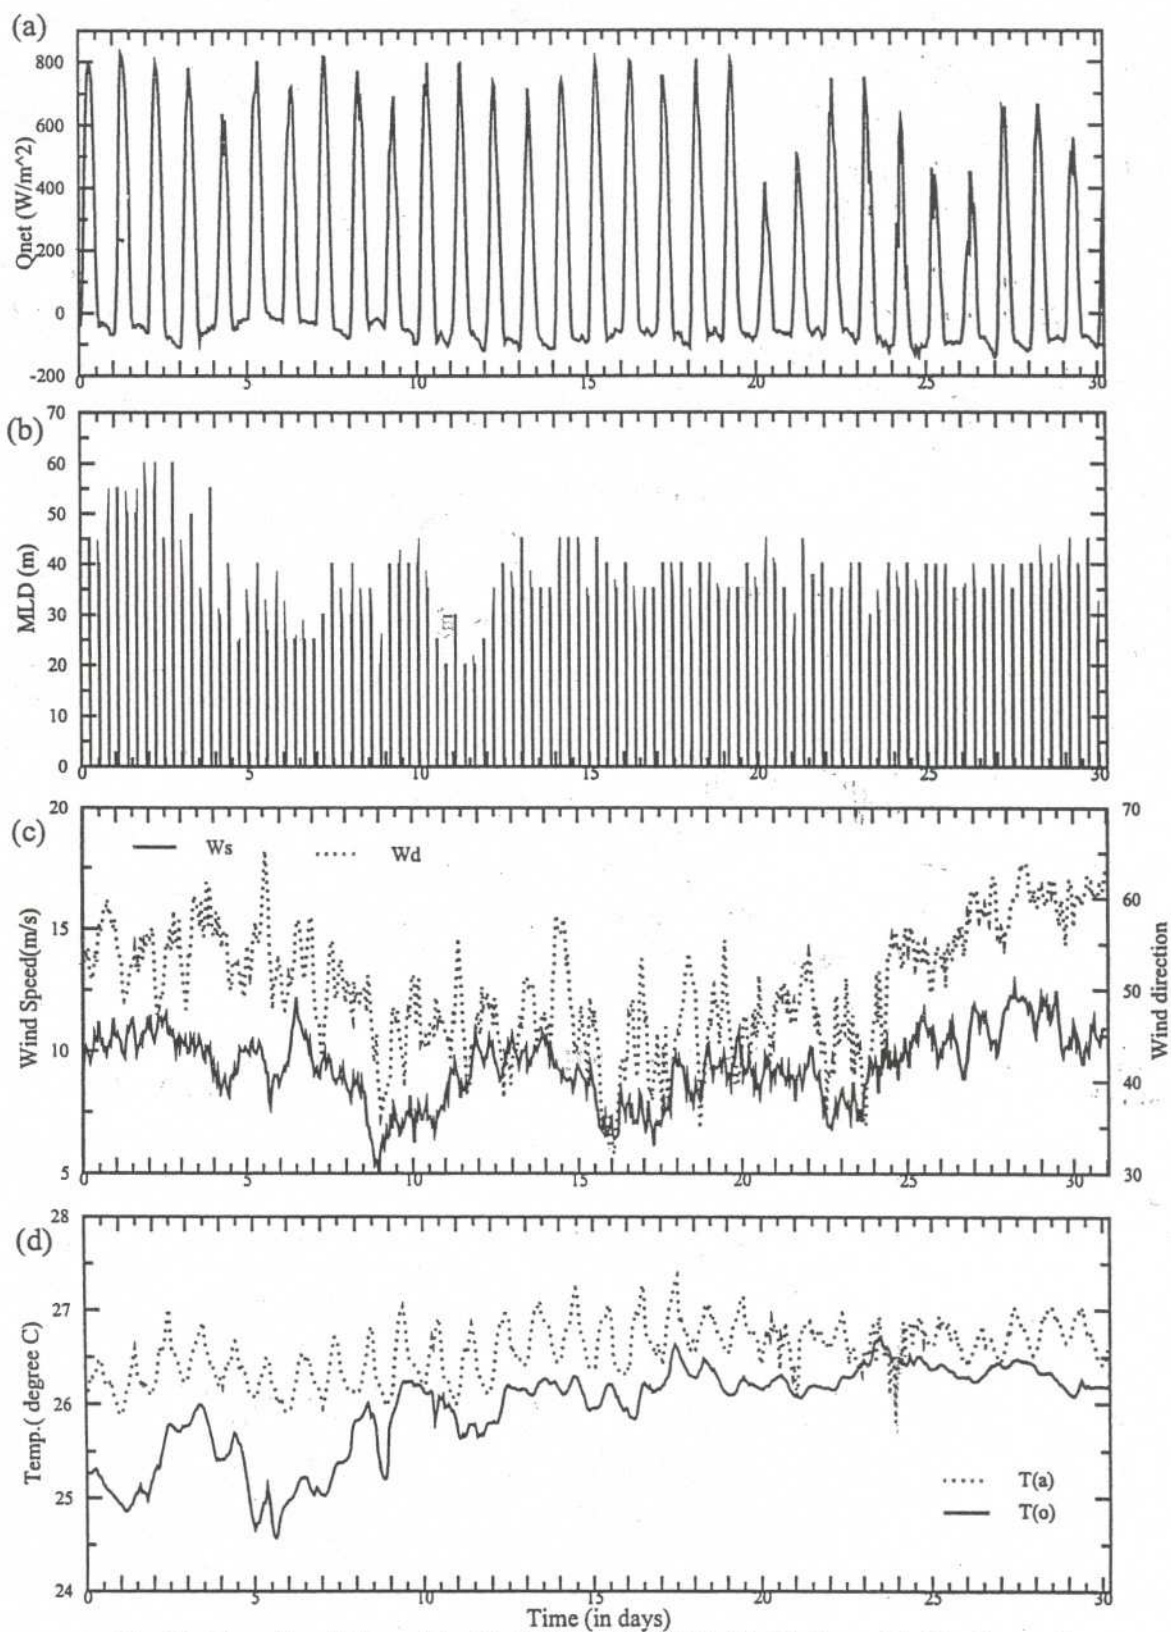 (a)
800
600
400
200
0
-200
Qnet (W/m^2)
0 5 10 15 20 25 30
(b)
70
60
50
40
30
20
10
0
MLD (m)
0 5 10 15 20 25 30
(c)
Ws Wd
20
15
10
5
Wind Speed(m/s)
70
60
50
40
30
Wind direction
0 5 10 15 20 25 30
(d)
28
27
26
25
24
Temp.( degree C)
T(a)
T(o)
0 5 10 15 20 25 30
Time (in days)